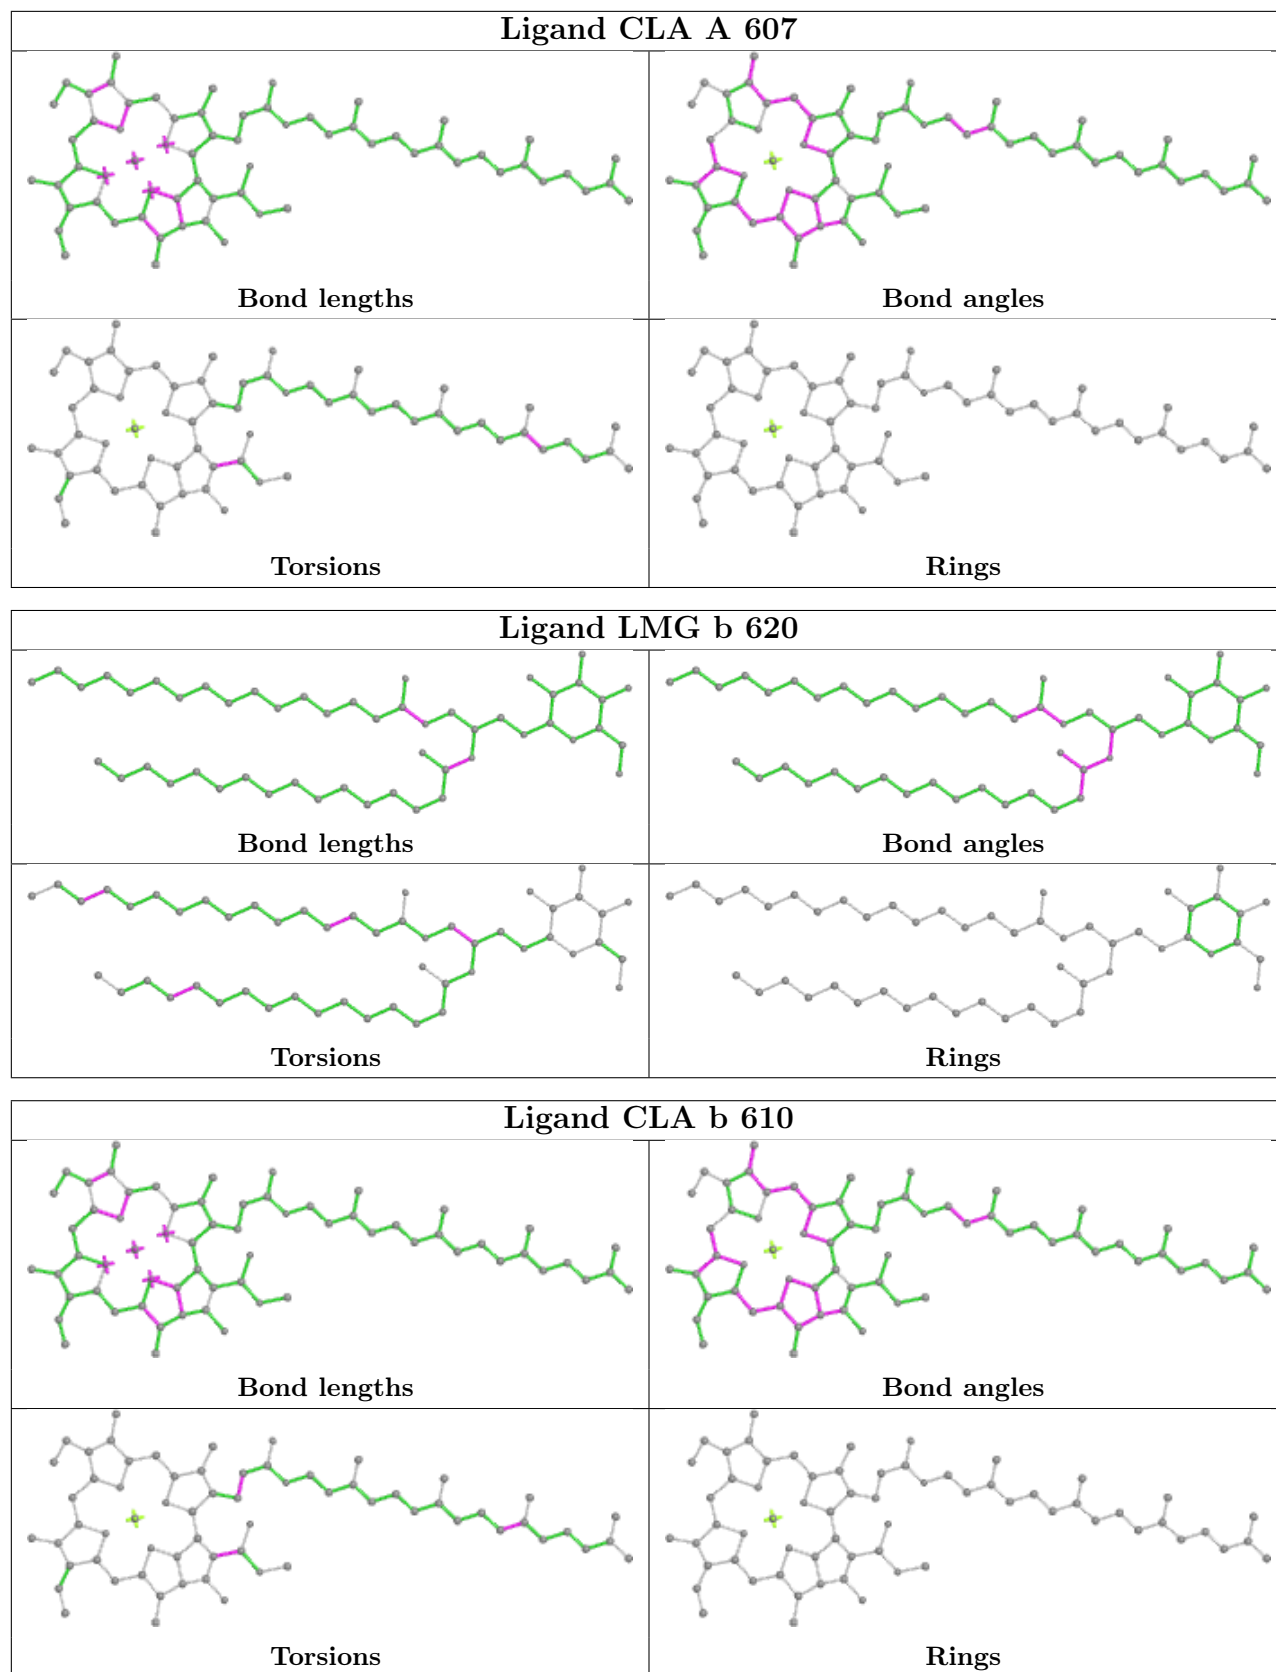 Ligand CLA A 607
Bond lengths
Bond angles
Torsions
Rings
Ligand LMG b 620
Bond lengths
Bond angles
Torsions
Rings
Ligand CLA b 610
Bond lengths
Bond angles
Torsions
Rings